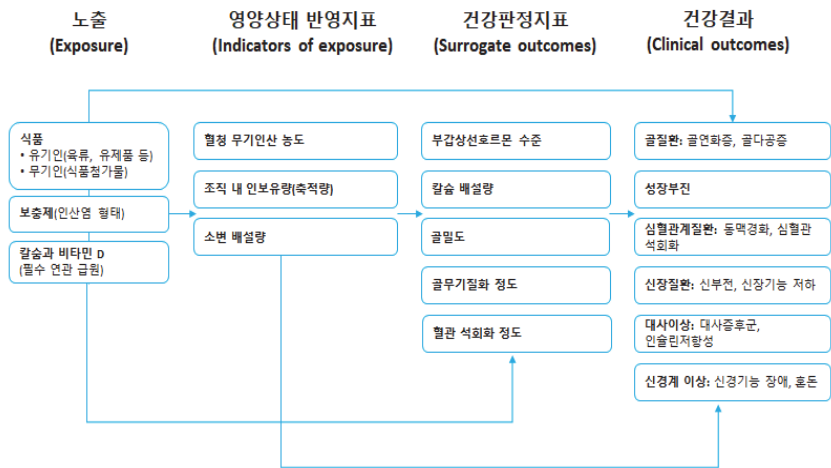 노출
(Exposure)
영양상태 반영지표
(Indicators of exposure)
건강판정지표
(Surrogate outcomes)
건강결과
(Clinical outcomes)
식품
▪ 유기인(육류, 유제품 등)
▪ 무기인(식품첨가물)
보충제(인산염 형태)
칼슘과 비타민 D
(필수 연관 급원)
혈청 무기인산 농도
조직 내 인보유량(축적량)
소변 배설량
부갑상선호르몬 수준
칼슘 배설량
골밀도
골무기질화 정도
혈관 석회화 정도
골질환: 골연화증, 골다공증
성장부진
심혈관계질환: 동맥경화, 심혈관
석회화
신장질환: 신부전, 신장기능 저하
대사이상: 대사증후군,
인슐린저항성
신경계 이상: 신경기능 장애, 혼돈